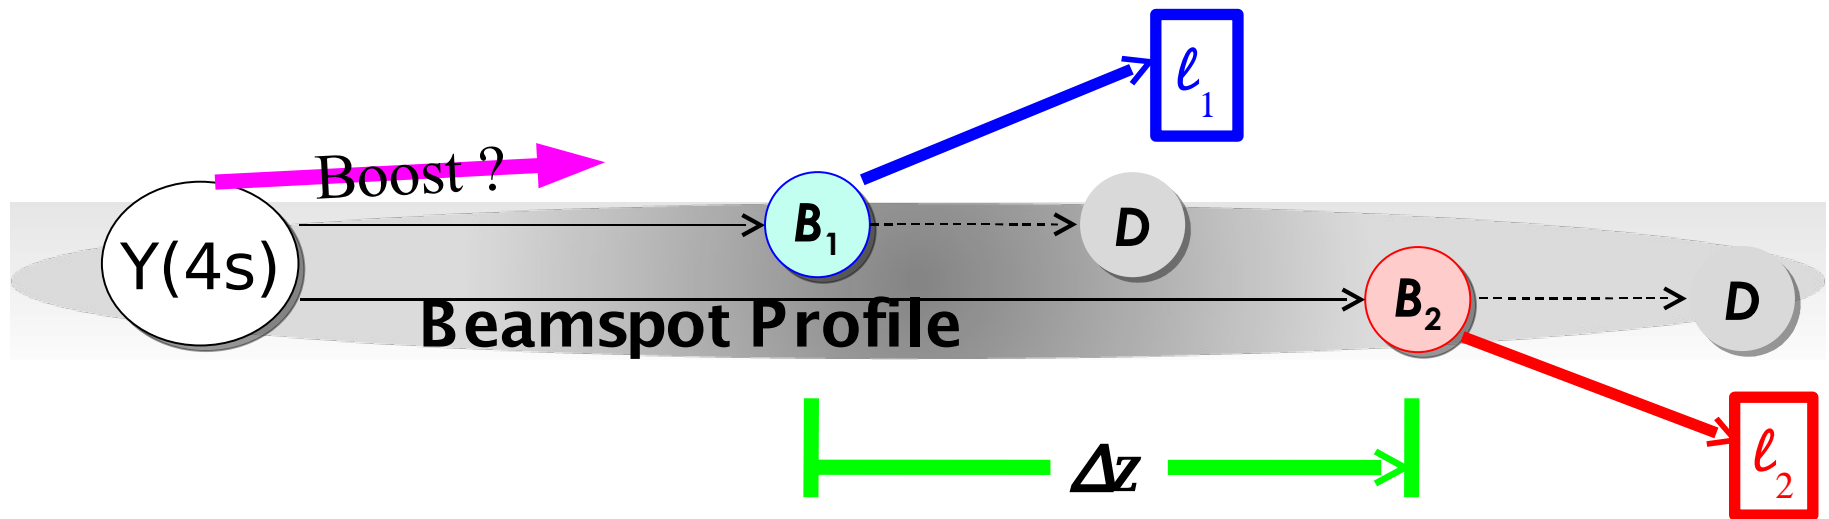 ℓ1
Boost ?
Y(4s)
B1
D
B2
D
Beamspot Profile
Δz
ℓ2